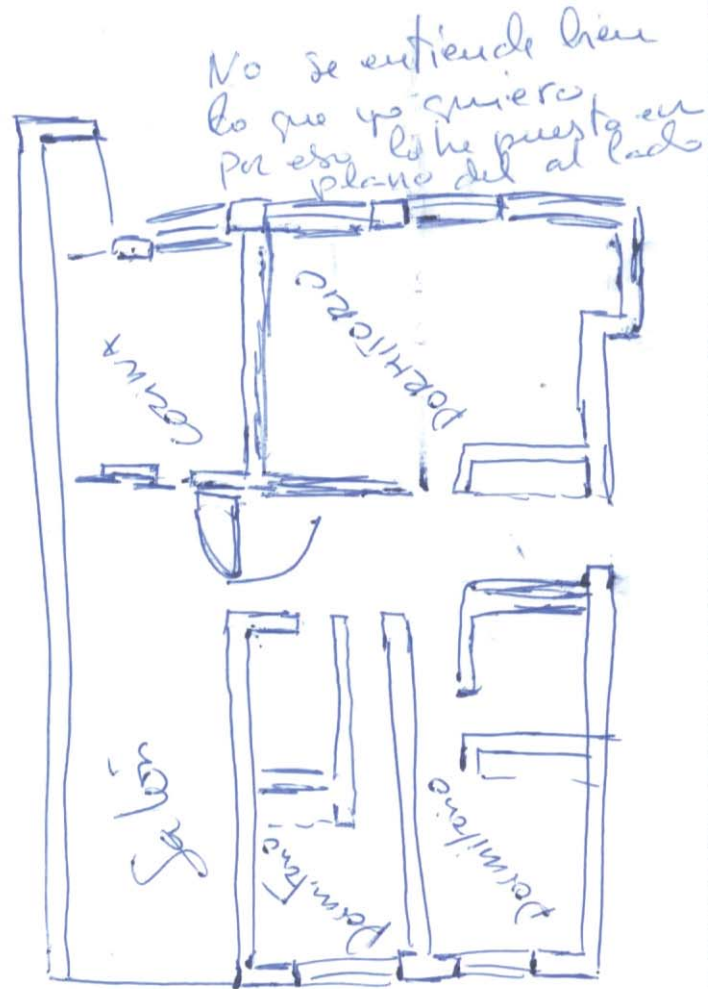 No se entiende bien
lo que yo quiero,
por eso lo he puesto en
plano del al lado
DORMITORIO
COCINA
Salón
Dormitorio
Dormitorio